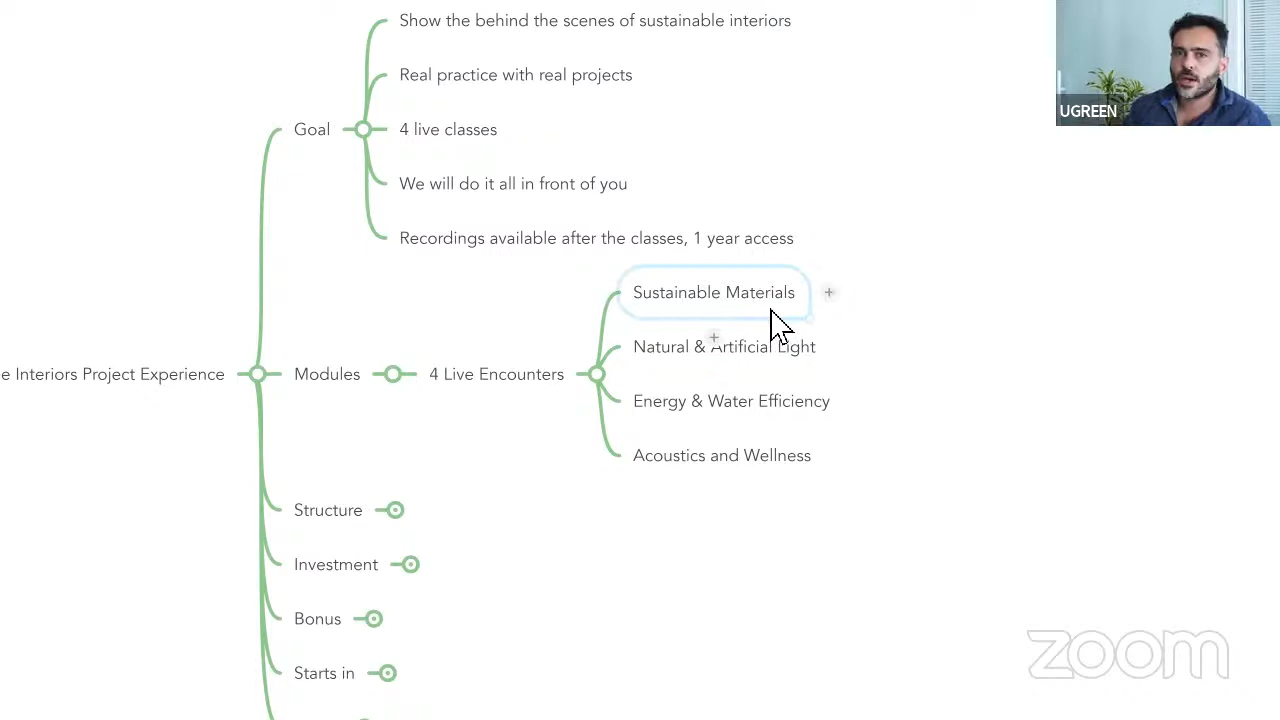 Show the behind the scenes of sustainable interiors
Real practice with real projects
Goal
4 live classes
We will do it all in front of you
Recordings available after the classes, 1 year access
Sustainable Materials
Natural & Artificial Light
e Interiors Project Experience
Modules
4 Live Encounters
Energy & Water Efficiency
Acoustics and Wellness
Structure
Investment
Bonus
Starts in
UGREEN
zoom